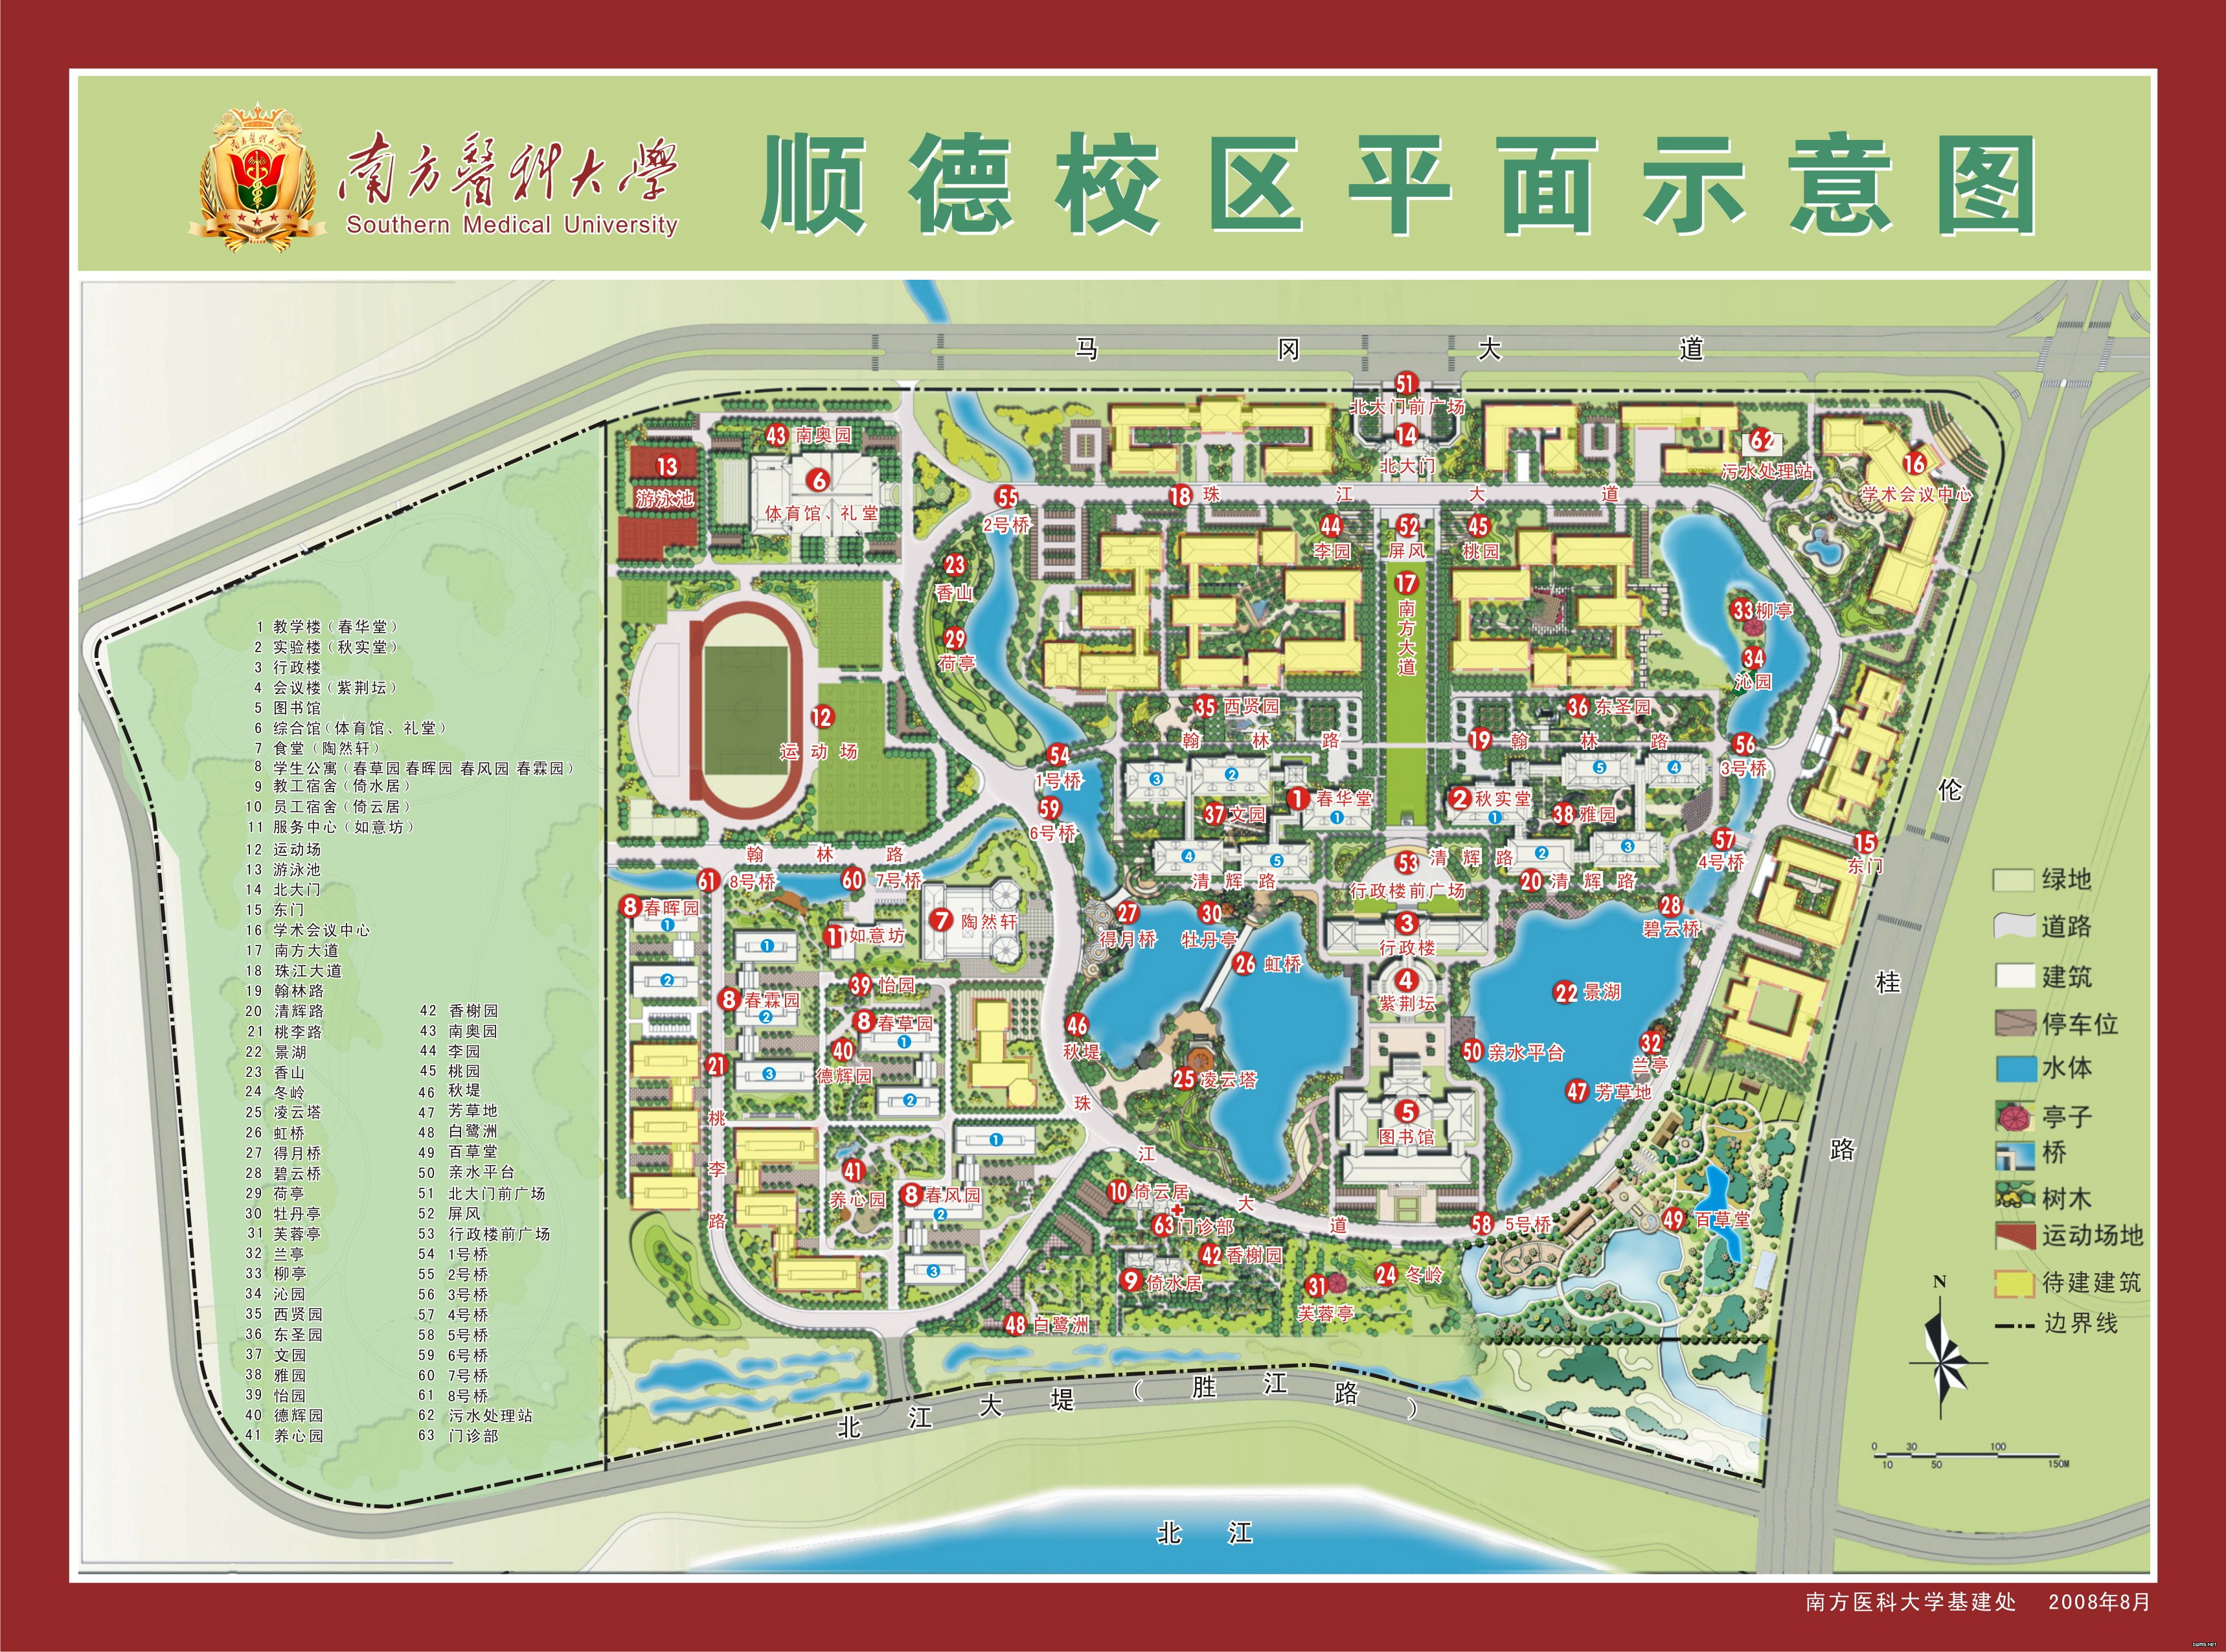 南方醫科大學
Southern Medical University
顺德校区平面示意图
马冈大道
51
北大门前广场
43 南奥园
14
北大门
62
污水处理站
13
游泳池
6
体育馆、礼堂
16
学术会议中心
55
2号桥
18 珠江大道
44
李园
52
屏风
45
桃园
23
香山
17
南方大道
33 柳亭
29
荷亭
34
沁园
35 西贤园
36 东圣园
12
运动场
翰林路
19 翰林路
54
1号桥
56
3号桥
3
2
5
4
59
6号桥
1 春华堂
1
37 文园
2 秋实堂
1
38 雅园
57
4号桥
15
东门
伦桂路
翰林路
4
5
53
行政楼前广场
清辉路
2
3
清辉路
20 清辉路
61 8号桥
60 7号桥
8 春晖园
1
2
7 陶然轩
11 如意坊
27
得月桥
30
牡丹亭
3
行政楼
28
碧云桥
26 虹桥
4
紫荆坛
22 景湖
39 怡园
8 春霖园
1
2
3
8 春草园
1
2
40
德辉园
46
秋堤
25 凌云塔
50 亲水平台
32
兰亭
47 芳草地
21
桃李路
5
图书馆
珠江大道
41
养心园
8 春风园
1
2
3
10 倚云居
63 门诊部
42 香榭园
9 倚水居
58 5号桥
49 百草堂
31
芙蓉亭
24 冬岭
48 白鹭洲
北江大堤（胜江路）
北江
1 教学楼（春华堂）
2 实验楼（秋实堂）
3 行政楼
4 会议楼（紫荆坛）
5 图书馆
6 综合馆（体育馆、礼堂）
7 食堂（陶然轩）
8 学生公寓（春草园 春晖园 春风园 春霖园）
9 教工宿舍（倚水居）
10 员工宿舍（倚云居）
11 服务中心（如意坊）
12 运动场
13 游泳池
14 北大门
15 东门
16 学术会议中心
17 南方大道
18 珠江大道
19 翰林路
20 清辉路
21 桃李路
22 景湖
23 香山
24 冬岭
25 凌云塔
26 虹桥
27 得月桥
28 碧云桥
29 荷亭
30 牡丹亭
31 芙蓉亭
32 兰亭
33 柳亭
34 沁园
35 西贤园
36 东圣园
37 文园
38 雅园
39 怡园
40 德辉园
41 养心园
42 香榭园
43 南奥园
44 李园
45 桃园
46 秋堤
47 芳草地
48 白鹭洲
49 百草堂
50 亲水平台
51 北大门前广场
52 屏风
53 行政楼前广场
54 1号桥
55 2号桥
56 3号桥
57 4号桥
58 5号桥
59 6号桥
60 7号桥
61 8号桥
62 污水处理站
63 门诊部
绿地
道路
建筑
停车位
水体
亭子
桥
树木
运动场地
待建建筑
边界线
N
0 30 100
10 50 150M
南方医科大学基建处 2008年8月